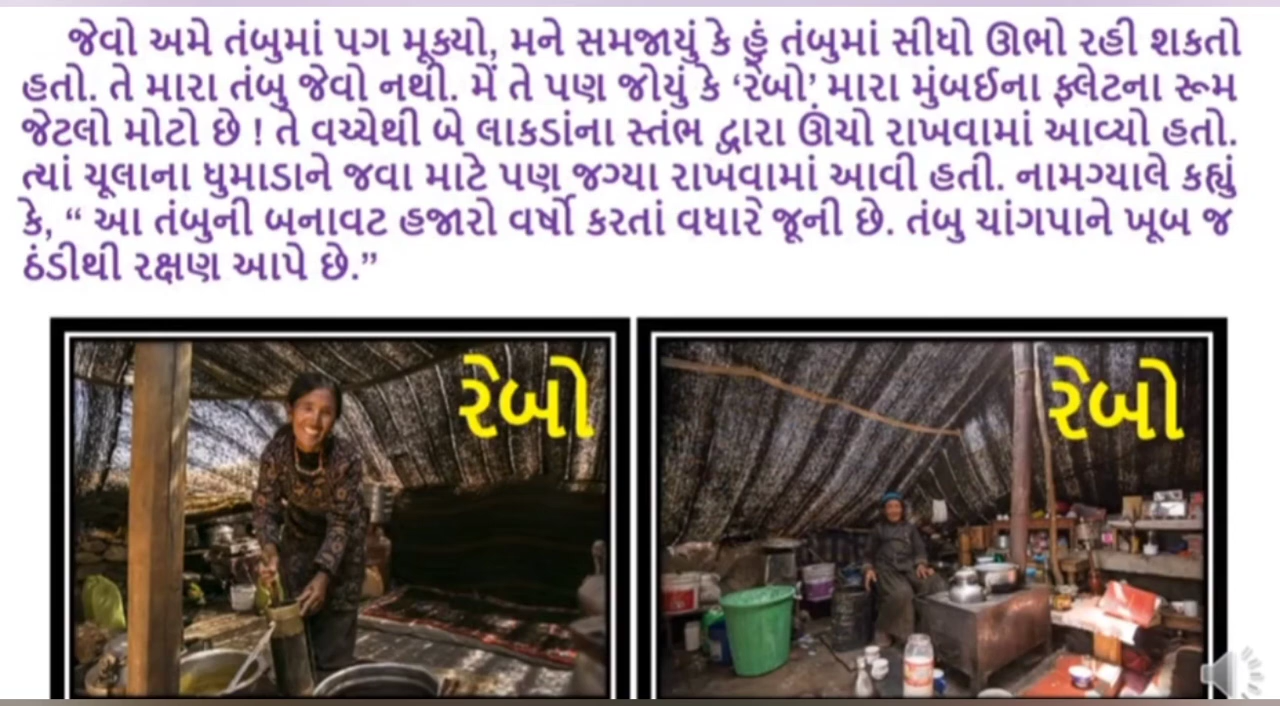 જેવો અમે તંબુમાં પગ મૂક્યો, મને સમજાયું કે હું તંબુમાં સીધો ઊભો રહી શકતો
હતો. તે મારા તંબુ જેવો નથી. મેં તે પણ જોયું કે ‘રેબો’ મારા મુંબઈના ફ્લેટના રૂમ
જેટલો મોટો છે ! તે વચ્ચેથી બે લાકડાંના સ્તંભ દ્વારા ઊંચો રાખવામાં આવ્યો હતો.
ત્યાં ચૂલાના ધુમાડાને જવા માટે પણ જગ્યા રાખવામાં આવી હતી. નામગ્યાલે કહ્યું
કે, “ આ તંબુની બનાવટ હજારો વર્ષો કરતાં વધારે જૂની છે. તંબુ ચાંગપાને ખૂબ જ
ઠંડીથી રક્ષણ આપે છે.”
રેબો
રેબો